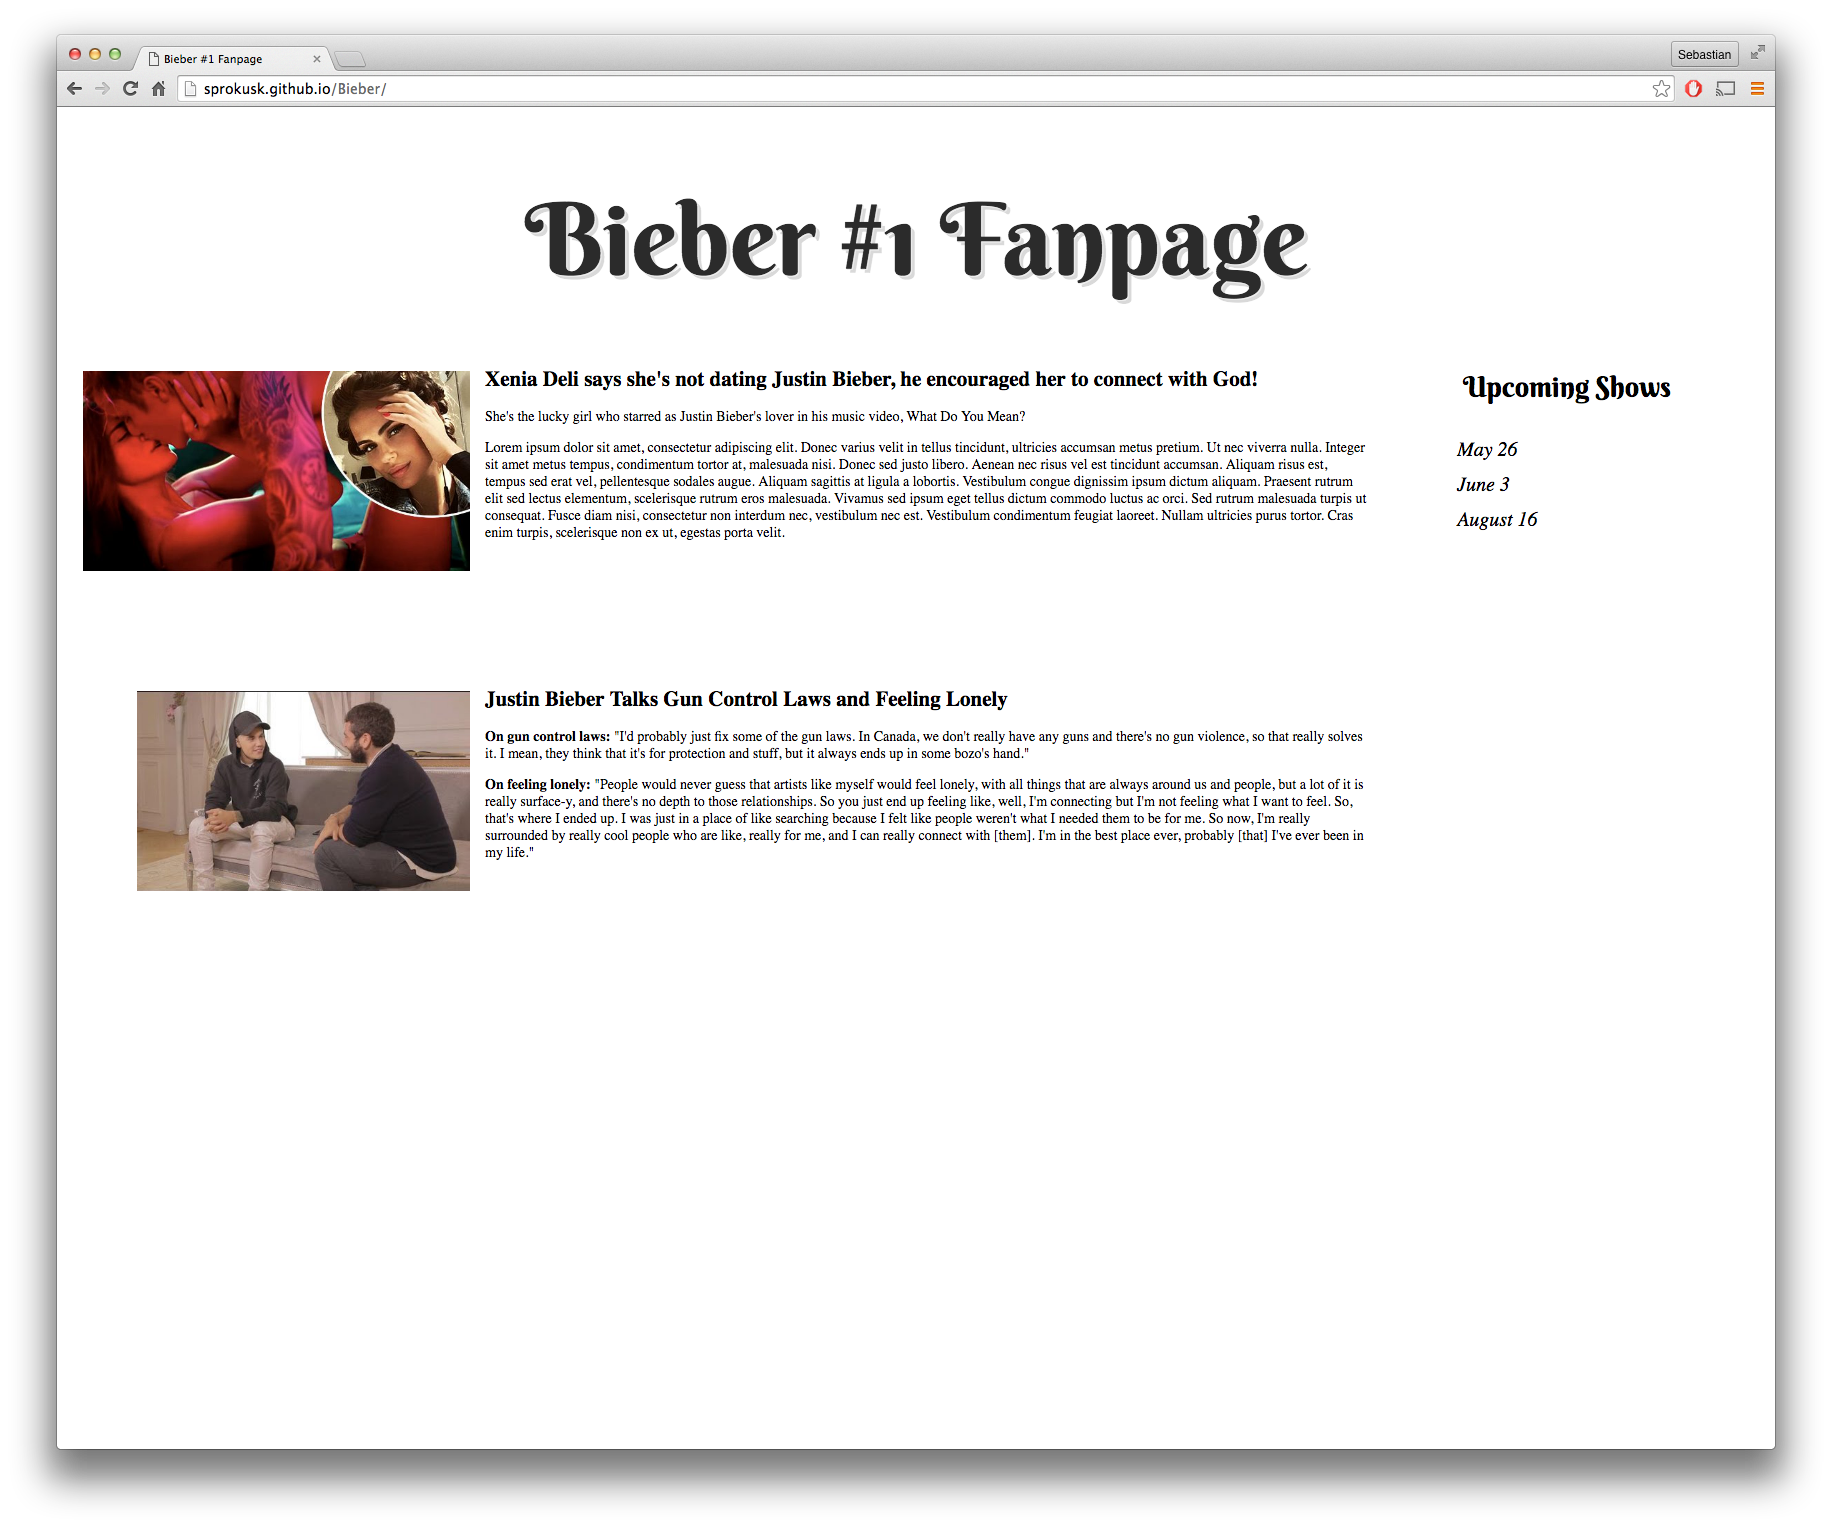 Bieber #1 Fanpage
Sebastian
sprokusk.github.io/Bieber/
Bieber #1 Fanpage
Xenia Deli says she's not dating Justin Bieber, he encouraged her to connect with God!
She's the lucky girl who starred as Justin Bieber's lover in his music video, What Do You Mean?
Lorem ipsum dolor sit amet, consectetur adipiscing elit. Donec varius velit in tellus tincidunt, ultricies accumsan metus pretium. Ut nec viverra nulla. Integer
sit amet metus tempus, condimentum tortor at, malesuada nisi. Donec sed justo libero. Aenean nec risus vel est tincidunt accumsan. Aliquam risus est,
tempus sed erat vel, pellentesque sodales augue. Aliquam sagittis at ligula a lobortis. Vestibulum congue dignissim ipsum dictum aliquam. Praesent rutrum
elit sed lectus elementum, scelerisque rutrum eros malesuada. Vivamus sed ipsum eget tellus dictum commodo luctus ac orci. Sed rutrum malesuada turpis ut
consequat. Fusce diam nisi, consectetur non interdum nec, vestibulum nec est. Vestibulum condimentum feugiat laoreet. Nullam ultricies purus tortor. Cras
enim turpis, scelerisque non ex ut, egestas porta velit.
Upcoming Shows
May 26
June 3
August 16
Justin Bieber Talks Gun Control Laws and Feeling Lonely
On gun control laws: "I'd probably just fix some of the gun laws. In Canada, we don't really have any guns and there's no gun violence, so that really solves
it. I mean, they think that it's for protection and stuff, but it always ends up in some bozo's hand."
On feeling lonely: "People would never guess that artists like myself would feel lonely, with all things that are always around us and people, but a lot of it is
really surface-y, and there's no depth to those relationships. So you just end up feeling like, well, I'm connecting but I'm not feeling what I want to feel. So,
that's where I ended up. I was just in a place of like searching because I felt like people weren't what I needed them to be for me. So now, I'm really
surrounded by really cool people who are like, really for me, and I can really connect with [them]. I'm in the best place ever, probably [that] I've ever been in
my life."